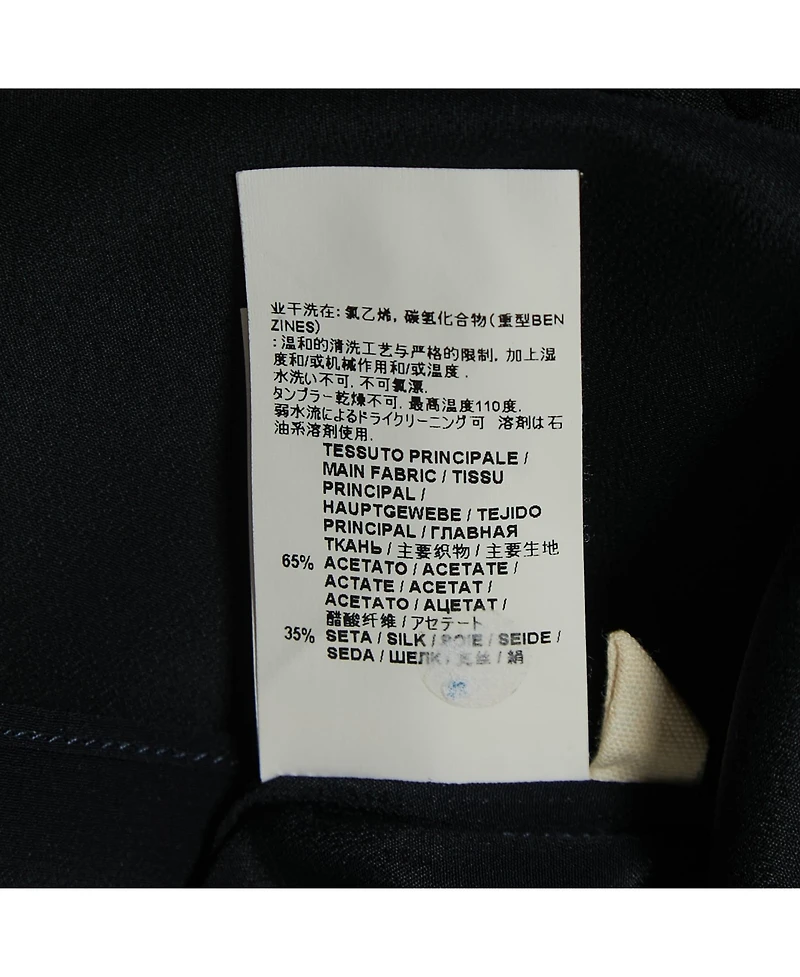 业干洗在: 氯乙烯, 碳氢化合物(重型BEN
ZINES)
: 温和的清洗工艺与严格的限制, 加上湿
度和/或机械作用和/或温度 .
水洗い不可. 不可氯漂.
タンブラー乾燥不可. 最高温度110度.
弱水流によるドライクリーニング可 溶剤は石
油系溶剤使用.
TESSUTO PRINCIPALE /
MAIN FABRIC / TISSU
PRINCIPAL /
HAUPTGEWEBE / TEJIDO
PRINCIPAL / ГЛАВНАЯ
ТКАНЬ / 主要织物 / 主要生地
65% ACETATO / ACETATE /
ACTATE / ACETAT /
ACETATO / АЦЕТАТ /
醋酸纤维 / アセテート
35% SETA / SILK / SOIE / SEIDE /
SEDA / ШЕЛК / 真丝 / 絹